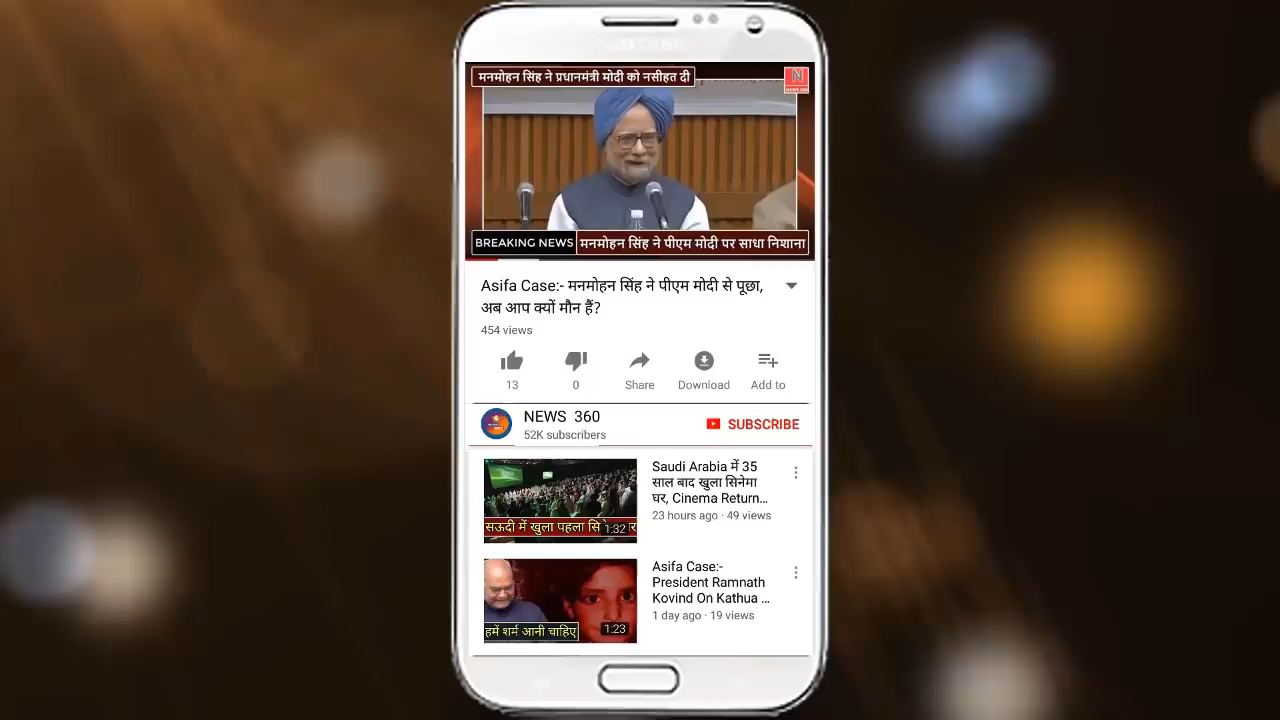 SAMSUNG
मनमोहन सिंह ने प्रधानमंत्री मोदी को नसीहत दी
N
NEWS 360
BREAKING NEWS
मनमोहन सिंह ने पीएम मोदी पर साधा निशाना
Asifa Case:- मनमोहन सिंह ने पीएम मोदी से पूछा,
अब आप क्यों मौन हैं?
454 views
13
0
Share
Download
Add to
NEWS 360
52K subscribers
SUBSCRIBE
Saudi Arabia में 35
साल बाद खुला सिनेमा
घर, Cinema Return...
23 hours ago · 49 views
सऊदी में खुला पहला
1:32
Asifa Case:-
President Ramnath
Kovind On Kathua ...
1 day ago · 19 views
हमें शर्म आनी चाहिए
1:23